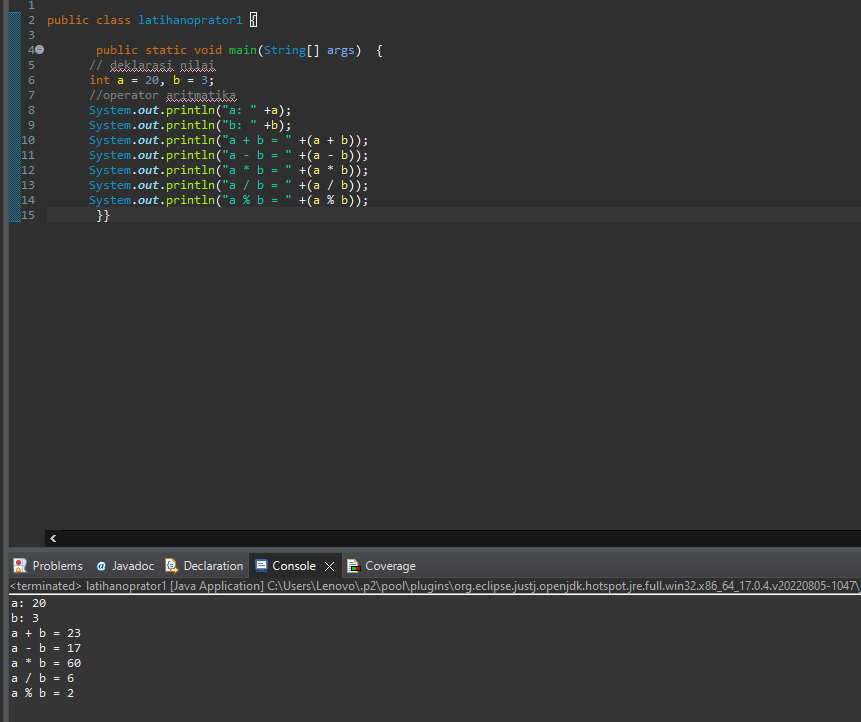 1
2 public class latihanoprator1 {
3
4 public static void main(String[] args)  {
5 // deklarasi nilai
6 int a = 20, b = 3;
7 //operator aritmatika
8 System.out.println("a: " +a);
9 System.out.println("b: " +b);
10 System.out.println("a + b = " +(a + b));
11 System.out.println("a - b = " +(a - b));
12 System.out.println("a * b = " +(a * b));
13 System.out.println("a / b = " +(a / b));
14 System.out.println("a % b = " +(a % b));
15 }}
Problems @ Javadoc Declaration Console Coverage
<terminated> latihanoprator1 [Java Application] C:\Users\Lenovo\.p2\pool\plugins\org.eclipse.justj.openjdk.hotspot.jre.full.win32.x86_64_17.0.4.v20220805-1047\
a: 20
b: 3
a + b = 23
a - b = 17
a * b = 60
a / b = 6
a % b = 2